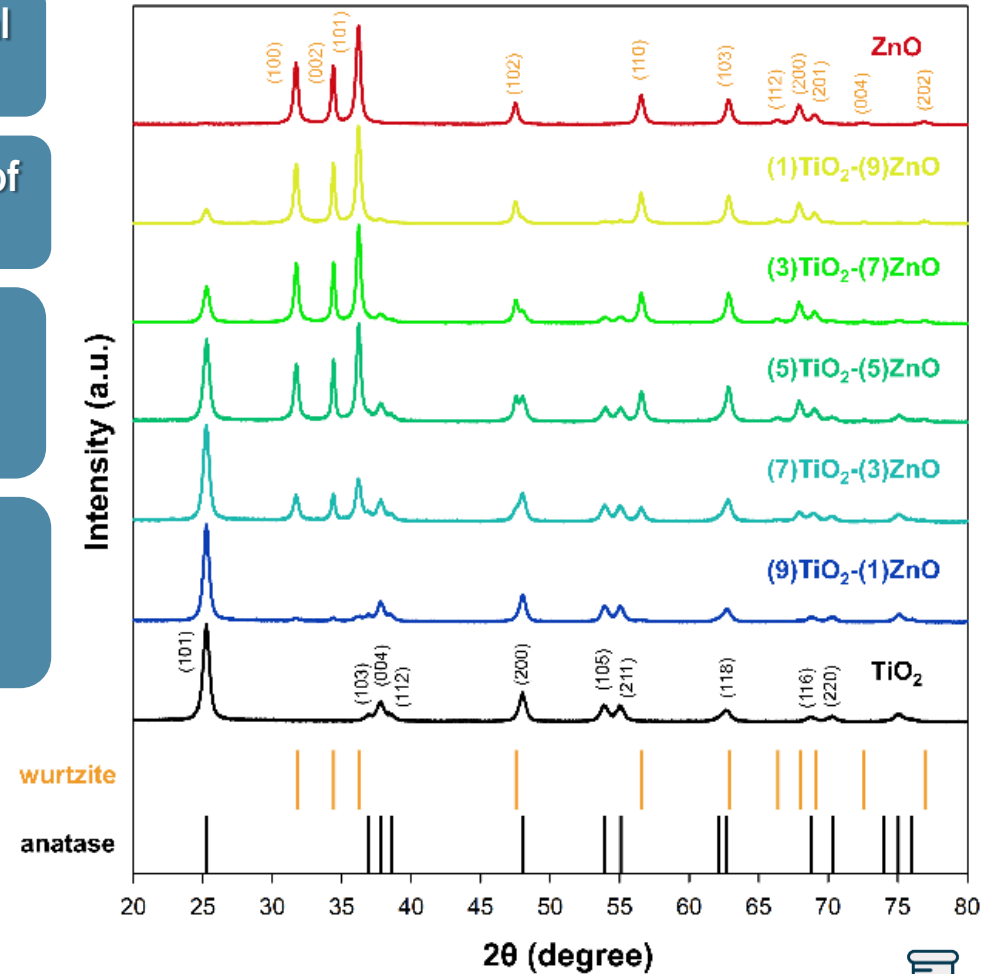 l
of
(100)
(002)
(101)
(102)
(110)
(103)
(112)
(200)
(201)
(004)
(202)
ZnO
(1)TiO₂-(9)ZnO
(3)TiO₂-(7)ZnO
(5)TiO₂-(5)ZnO
(7)TiO₂-(3)ZnO
(9)TiO₂-(1)ZnO
TiO₂
(101)
(103)
(004)
(112)
(200)
(105)
(211)
(118)
(116)
(220)
Intensity (a.u.)
wurtzite
anatase
20 25 30 35 40 45 50 55 60 65 70 75 80
2θ (degree)